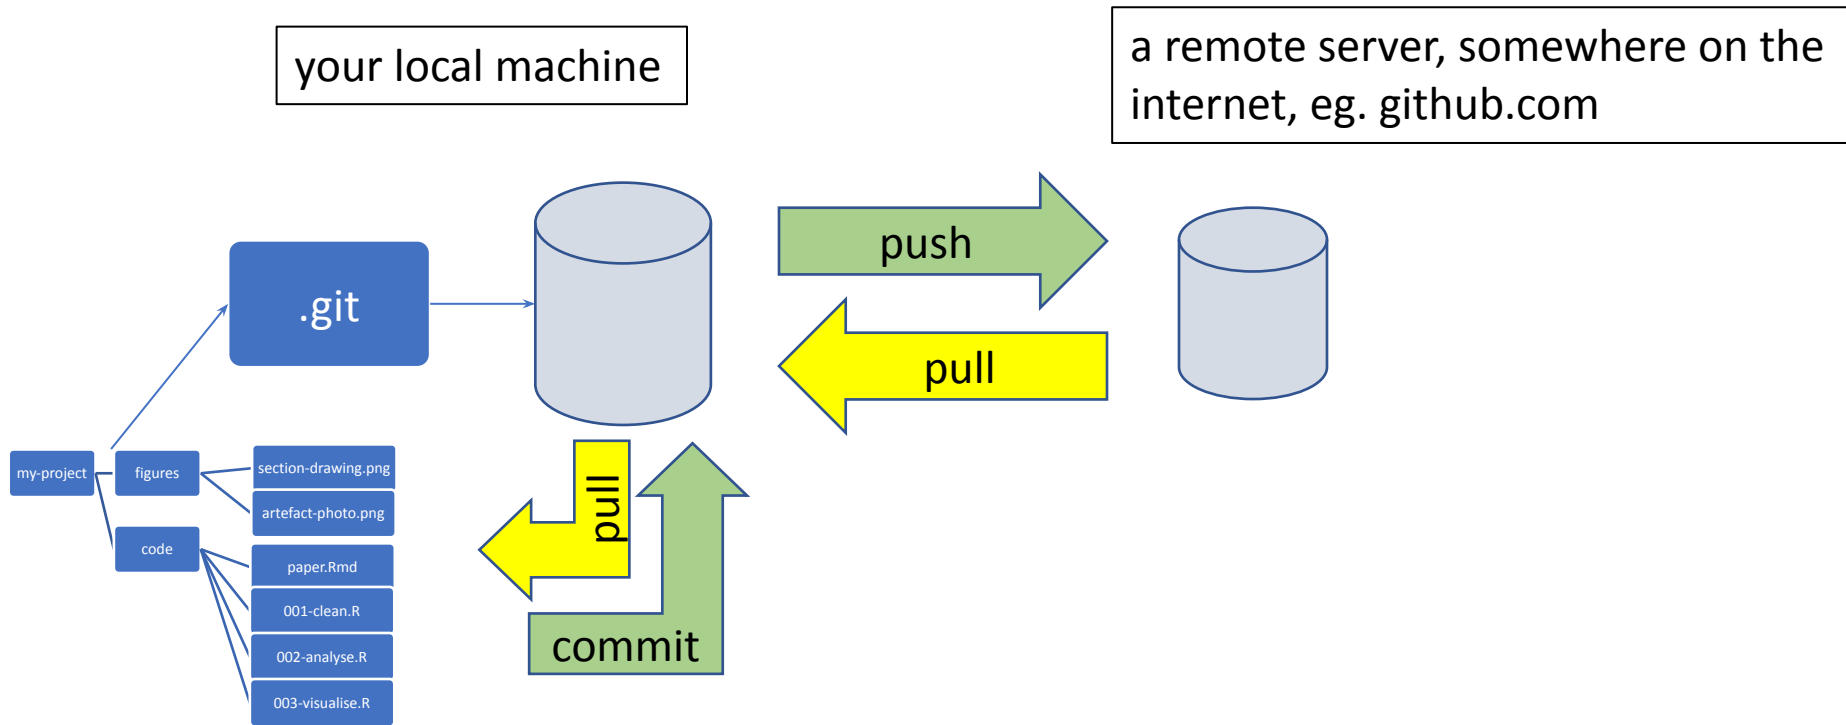 your local machine
a remote server, somewhere on the
internet, eg. github.com
push
.git
pull
my-project
figures
section-drawing.png
artefact-photo.png
code
paper.Rmd
001-clean.R
002-analyse.R
003-visualise.R
pull
commit